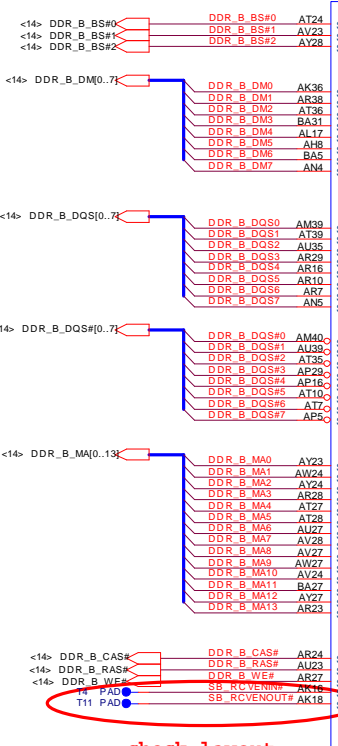 <14> DDR_B_BS#0 DDR_B_BS#0 AT24
<14> DDR_B_BS#1 DDR_B_BS#1 AV23
<14> DDR_B_BS#2 DDR_B_BS#2 AY28
<14> DDR_B_DM[0..7]
DDR_B_DM0 AK36
DDR_B_DM1 AR38
DDR_B_DM2 AT36
DDR_B_DM3 BA31
DDR_B_DM4 AL17
DDR_B_DM5 AH8
DDR_B_DM6 BA5
DDR_B_DM7 AN4
<14> DDR_B_DQS[0..7]
DDR_B_DQS0 AM39
DDR_B_DQS1 AT39
DDR_B_DQS2 AU35
DDR_B_DQS3 AR29
DDR_B_DQS4 AR16
DDR_B_DQS5 AR10
DDR_B_DQS6 AR7
DDR_B_DQS7 AN5
14> DDR_B_DQS#[0..7]
DDR_B_DQS#0 AM40
DDR_B_DQS#1 AU39
DDR_B_DQS#2 AT35
DDR_B_DQS#3 AP29
DDR_B_DQS#4 AP16
DDR_B_DQS#5 AT10
DDR_B_DQS#6 AT7
DDR_B_DQS#7 AP5
<14> DDR_B_MA[0..13]
DDR_B_MA0 AY23
DDR_B_MA1 AW24
DDR_B_MA2 AY24
DDR_B_MA3 AR28
DDR_B_MA4 AT27
DDR_B_MA5 AT28
DDR_B_MA6 AU27
DDR_B_MA7 AV28
DDR_B_MA8 AV27
DDR_B_MA9 AW27
DDR_B_MA10 AV24
DDR_B_MA11 BA27
DDR_B_MA12 AY27
DDR_B_MA13 AR23
<14> DDR_B_CAS# DDR_B_CAS# AR24
<14> DDR_B_RAS# DDR_B_RAS# AU23
<14> DDR_B_WE# DDR_B_WE# AR27
T4 PAD SB_RCVENIN# AK16
T11 PAD SB_RCVENOUT# AK18
check layout